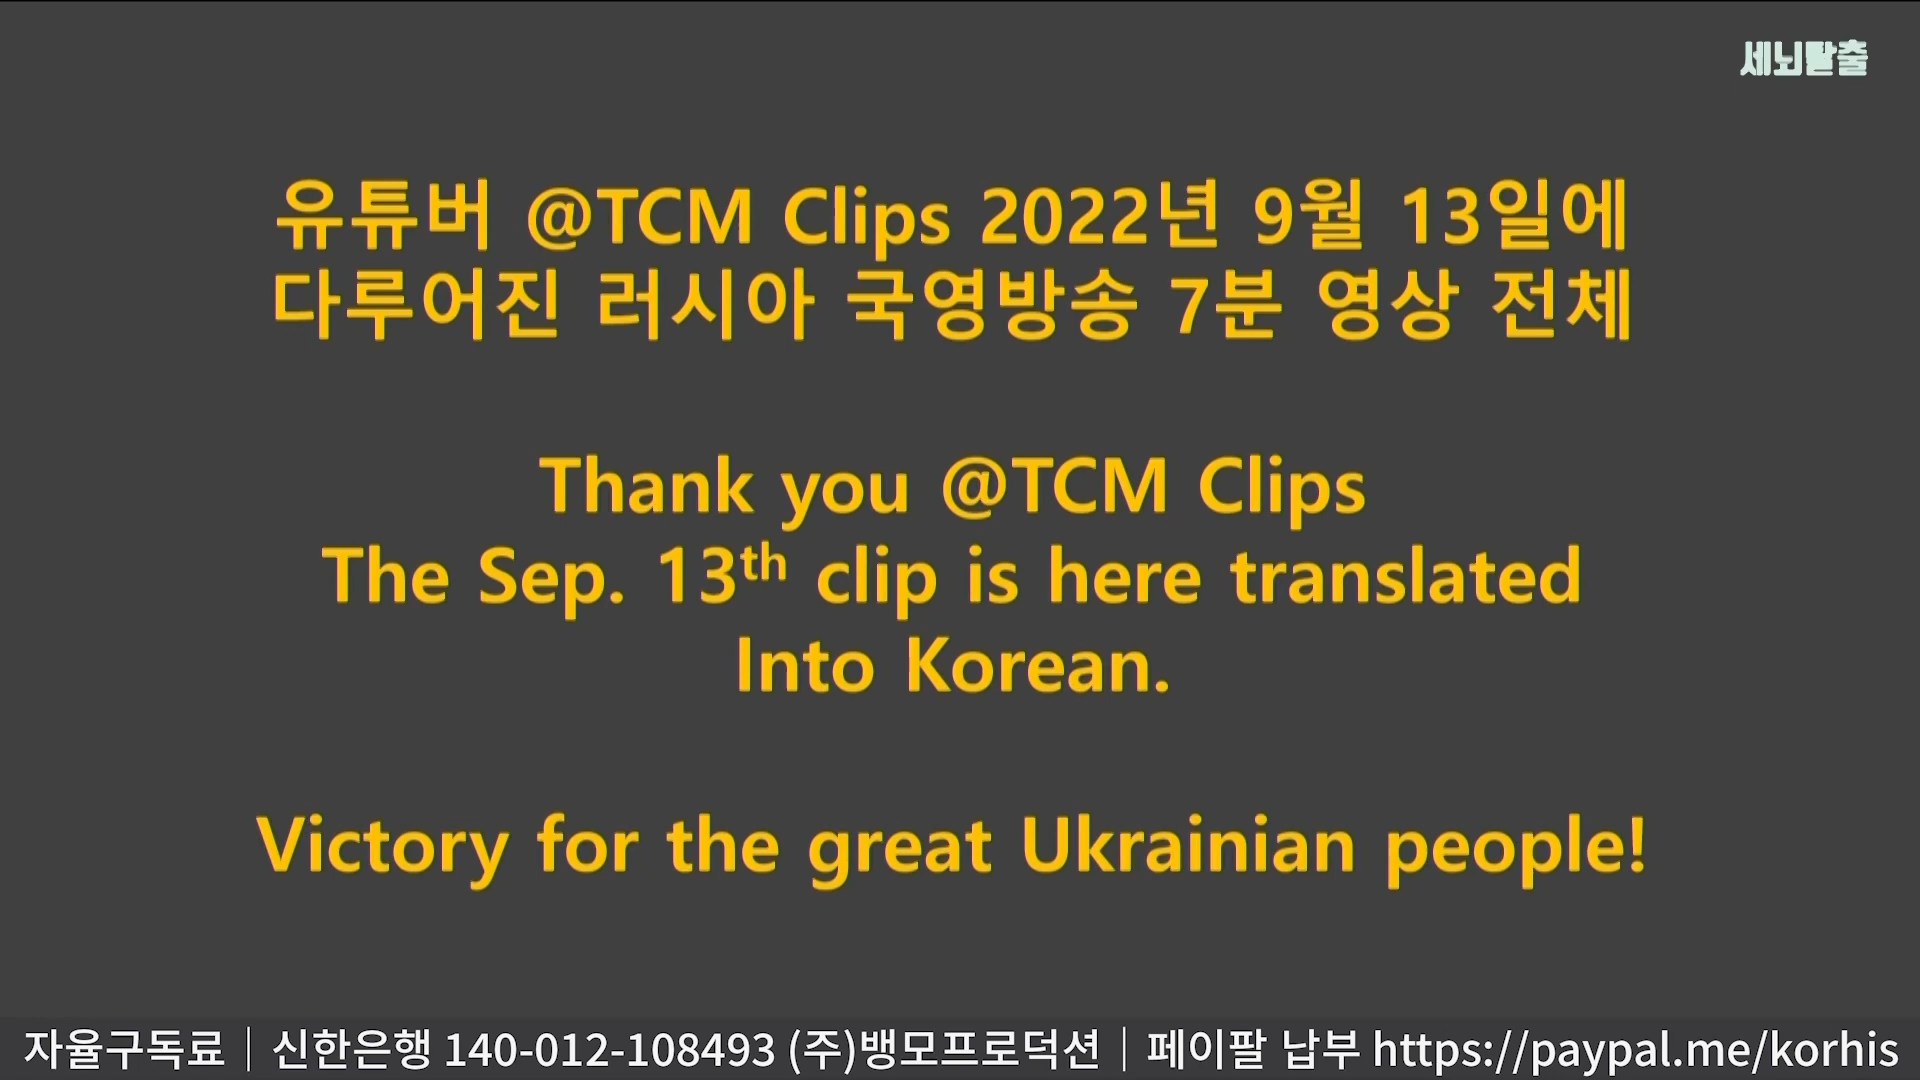 세뇌탈출
유튜버 @TCM Clips 2022년 9월 13일에
다루어진 러시아 국영방송 7분 영상 전체
Thank you @TCM Clips
The Sep. 13th clip is here translated
Into Korean.
Victory for the great Ukrainian people!
자율구독료│신한은행 140-012-108493 (주)뱅모프로덕션│페이팔 납부 https://paypal.me/korhis